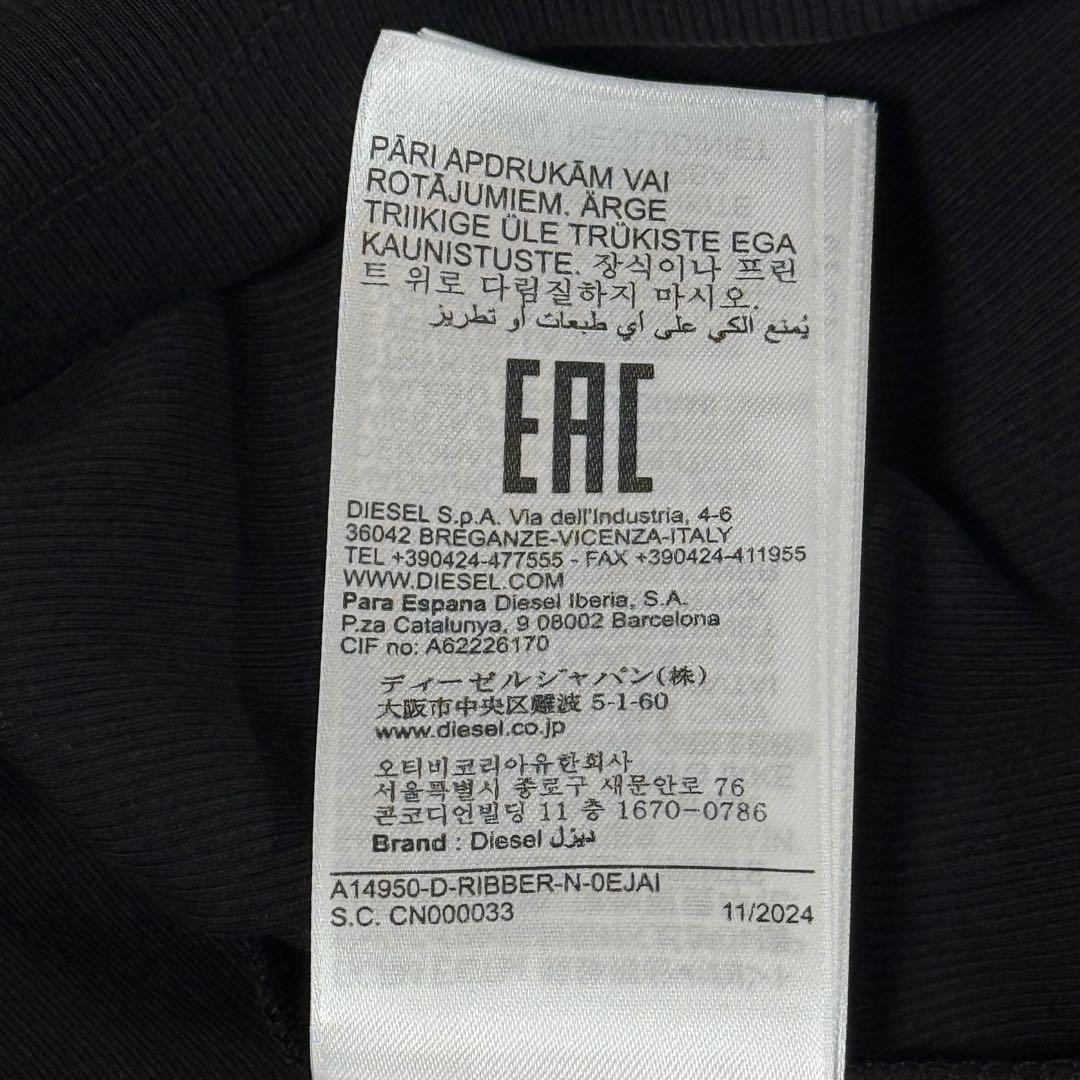 PĀRI APDRUKĀM VAI
ROTĀJUMIEM. ÄRGE
TRIIKIGE ÜLE TRÜKISTE EGA
KAUNISTUSTE. 장식이나 프린
트 위로 다림질하지 마시오.
يُمنع الكي على أي طبعات أو تطريز
EAC
DIESEL S.p.A. Via dell'Industria, 4-6
36042 BREGANZE-VICENZA-ITALY
TEL +390424-477555 - FAX +390424-411955
WWW.DIESEL.COM
Para Espana Diesel Iberia, S.A.
P.za Catalunya, 9 08002 Barcelona
CIF no: A62226170
ディーゼルジャパン(株)
大阪市中央区難波 5-1-60
www.diesel.co.jp
오티비코리아유한회사
서울특별시 종로구 새문안로 76
콘코디언빌딩 11 층 1670-0786
Brand : Diesel ديزل
A14950-D-RIBBER-N-0EJAI
S.C. CN000033 11/2024